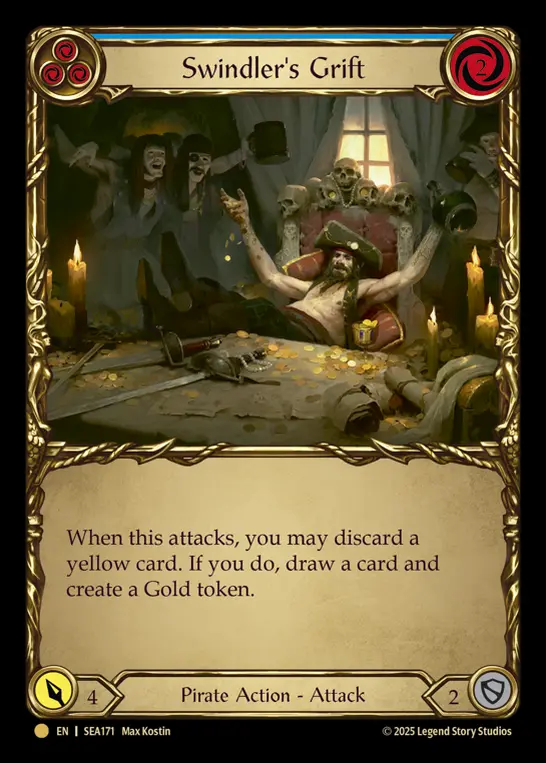 Swindler's Grift
2
When this attacks, you may discard a
yellow card. If you do, draw a card and
create a Gold token.
4
Pirate Action - Attack
2
EN | SEA171 Max Kostin
© 2025 Legend Story Studios